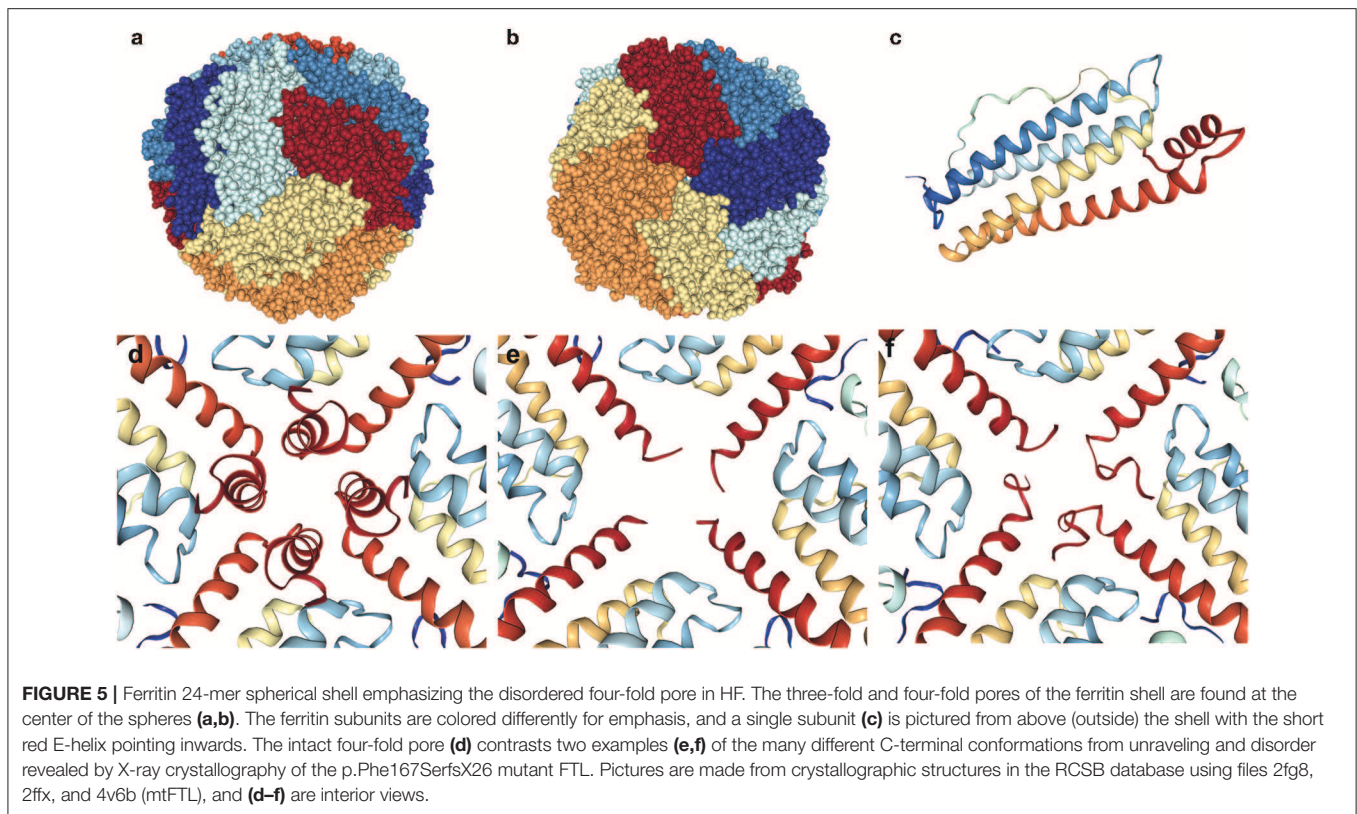 a
b
c
d
e
f
FIGURE 5 | Ferritin 24-mer spherical shell emphasizing the disordered four-fold pore in HF. The three-fold and four-fold pores of the ferritin shell are found at the
center of the spheres (a,b). The ferritin subunits are colored differently for emphasis, and a single subunit (c) is pictured from above (outside) the shell with the short
red E-helix pointing inwards. The intact four-fold pore (d) contrasts two examples (e,f) of the many different C-terminal conformations from unraveling and disorder
revealed by X-ray crystallography of the p.Phe167SerfsX26 mutant FTL. Pictures are made from crystallographic structures in the RCSB database using files 2fg8,
2ffx, and 4v6b (mtFTL), and (d–f) are interior views.